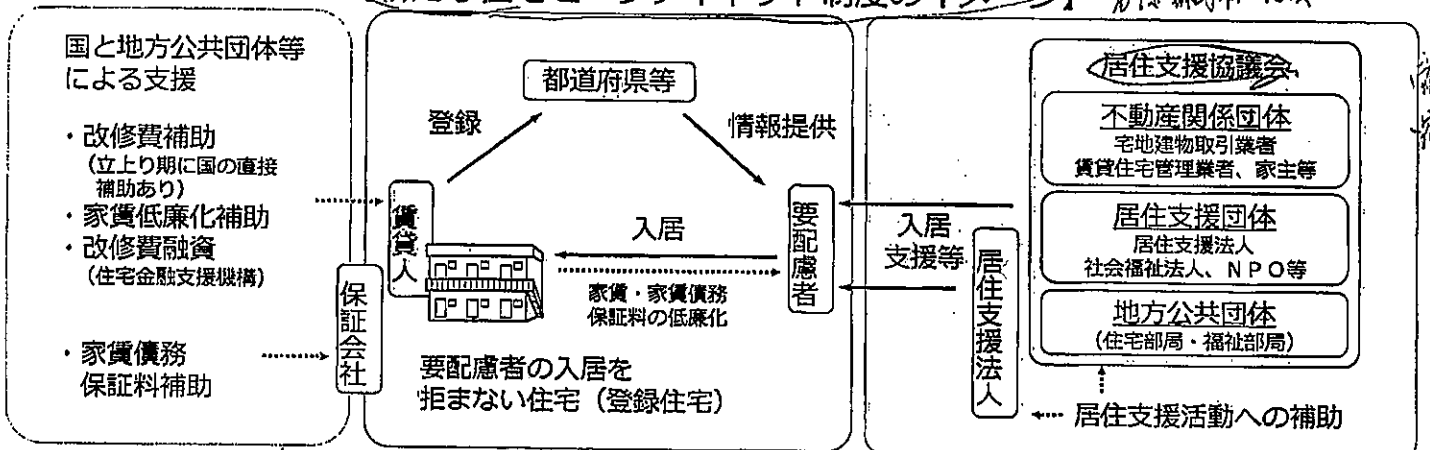 国と地方公共団体等
による支援
・改修費補助
(立上り期に国の直接
補助あり)
・家賃低廉化補助
・改修費融資
(住宅金融支援機構)
・家賃債務
保証料補助
保証会社
都道府県等
登録
情報提供
賃貸人
入居
家賃・家賃債務
保証料の低廉化
要配慮者
要配慮者の入居を
拒まない住宅（登録住宅）
入居
支援等
居住支援法人
居住支援協議会
不動産関係団体
宅地建物取引業者
賃貸住宅管理業者、家主等
居住支援団体
居住支援法人
社会福祉法人、ＮＰＯ等
地方公共団体
(住宅部局・福祉部局)
居住支援活動への補助